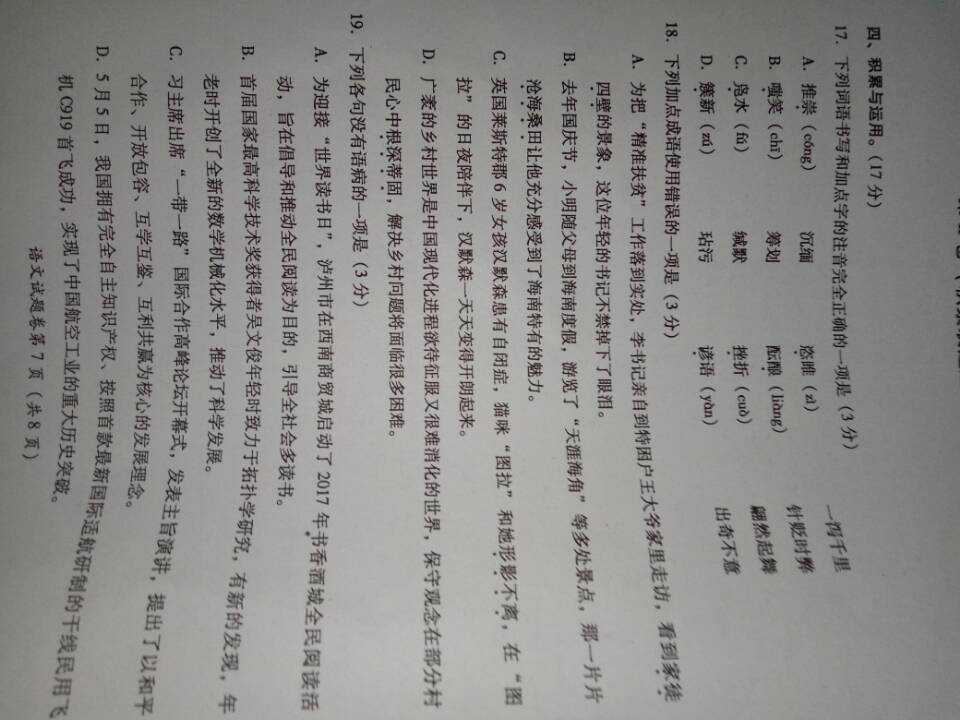 四、积累与运用。（17 分）
17. 下列词语书写和加点字的注音完全正确的一项是（3 分）
A. 推崇（cóng） 沉缅 恣睢（zì） 一泻千里
B. 嗤笑（chī） 筹划 酝酿（liàng） 针贬时弊
C. 凫水（fú） 缄默 挫折（cuò） 翩然起舞
D. 簇新（zú） 玷污 谚语（yàn） 出奇不意
18. 下列加点成语使用错误的一项是（3 分）
A. 为把“精准扶贫”工作落到实处，李书记亲自到特困户王大爷家里走访，看到家徒
四壁的景象，这位年轻的书记不禁掉下了眼泪。
B. 去年国庆节，小明随父母到海南度假，游览了“天涯海角”等多处景点，那一片片
沧海桑田让他充分感受到了海南特有的魅力。
C. 英国莱斯特郡 6 岁女孩汉默森患有自闭症，猫咪“图拉”和她形影不离，在“图
拉”的日夜陪伴下，汉默森一天天变得开朗起来。
D. 广袤的乡村世界是中国现代化进程欲待征服又很难消化的世界，保守观念在部分村
民心中根深蒂固，解决乡村问题将面临很多困难。
19. 下列各句没有语病的一项是（3 分）
A. 为迎接“世界读书日”，泸州市在西南商贸城启动了 2017 年书香酒城全民阅读活
动，旨在倡导和推动全民阅读为目的，引导全社会多读书。
B. 首届国家最高科学技术奖获得者吴文俊年轻时致力于拓扑学研究，有新的发现，年
老时开创了全新的数学机械化水平，推动了科学发展。
C. 习主席出席“一带一路”国际合作高峰论坛开幕式，发表主旨演讲，提出了以和平
合作、开放包容、互学互鉴、互利共赢为核心的发展理念。
D. 5 月 5 日，我国拥有完全自主知识产权、按照首款最新国际适航研制的干线民用飞
机 C919 首飞成功，实现了中国航空工业的重大历史突破。
语文试题卷第 7 页（共 8 页）